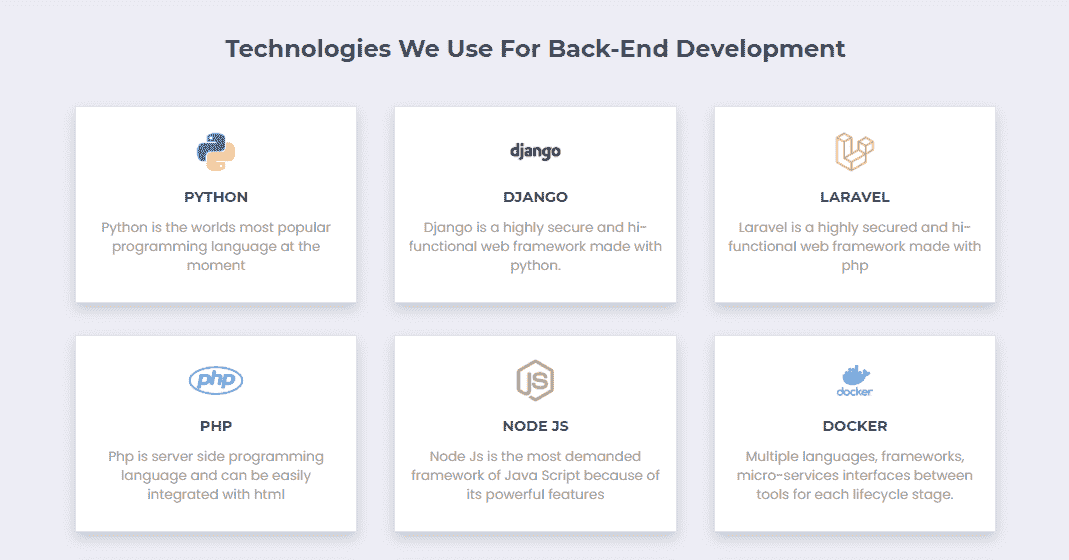 Technologies We Use For Back-End Development
django
PYTHON
DJANGO
LARAVEL
Python is the worlds most popular
programming language at the
moment
Django is a highly secure and hi-
functional web framework made with
python.
Laravel is a highly secured and hi-
functional web framework made with
php
php
JS
docker
PHP
NODE JS
DOCKER
Php is server side programming
language and can be easily
integrated with html
Node Js is the most demanded
framework of Java Script because of
its powerful features
Multiple languages, frameworks,
micro-services interfaces between
tools for each lifecycle stage.